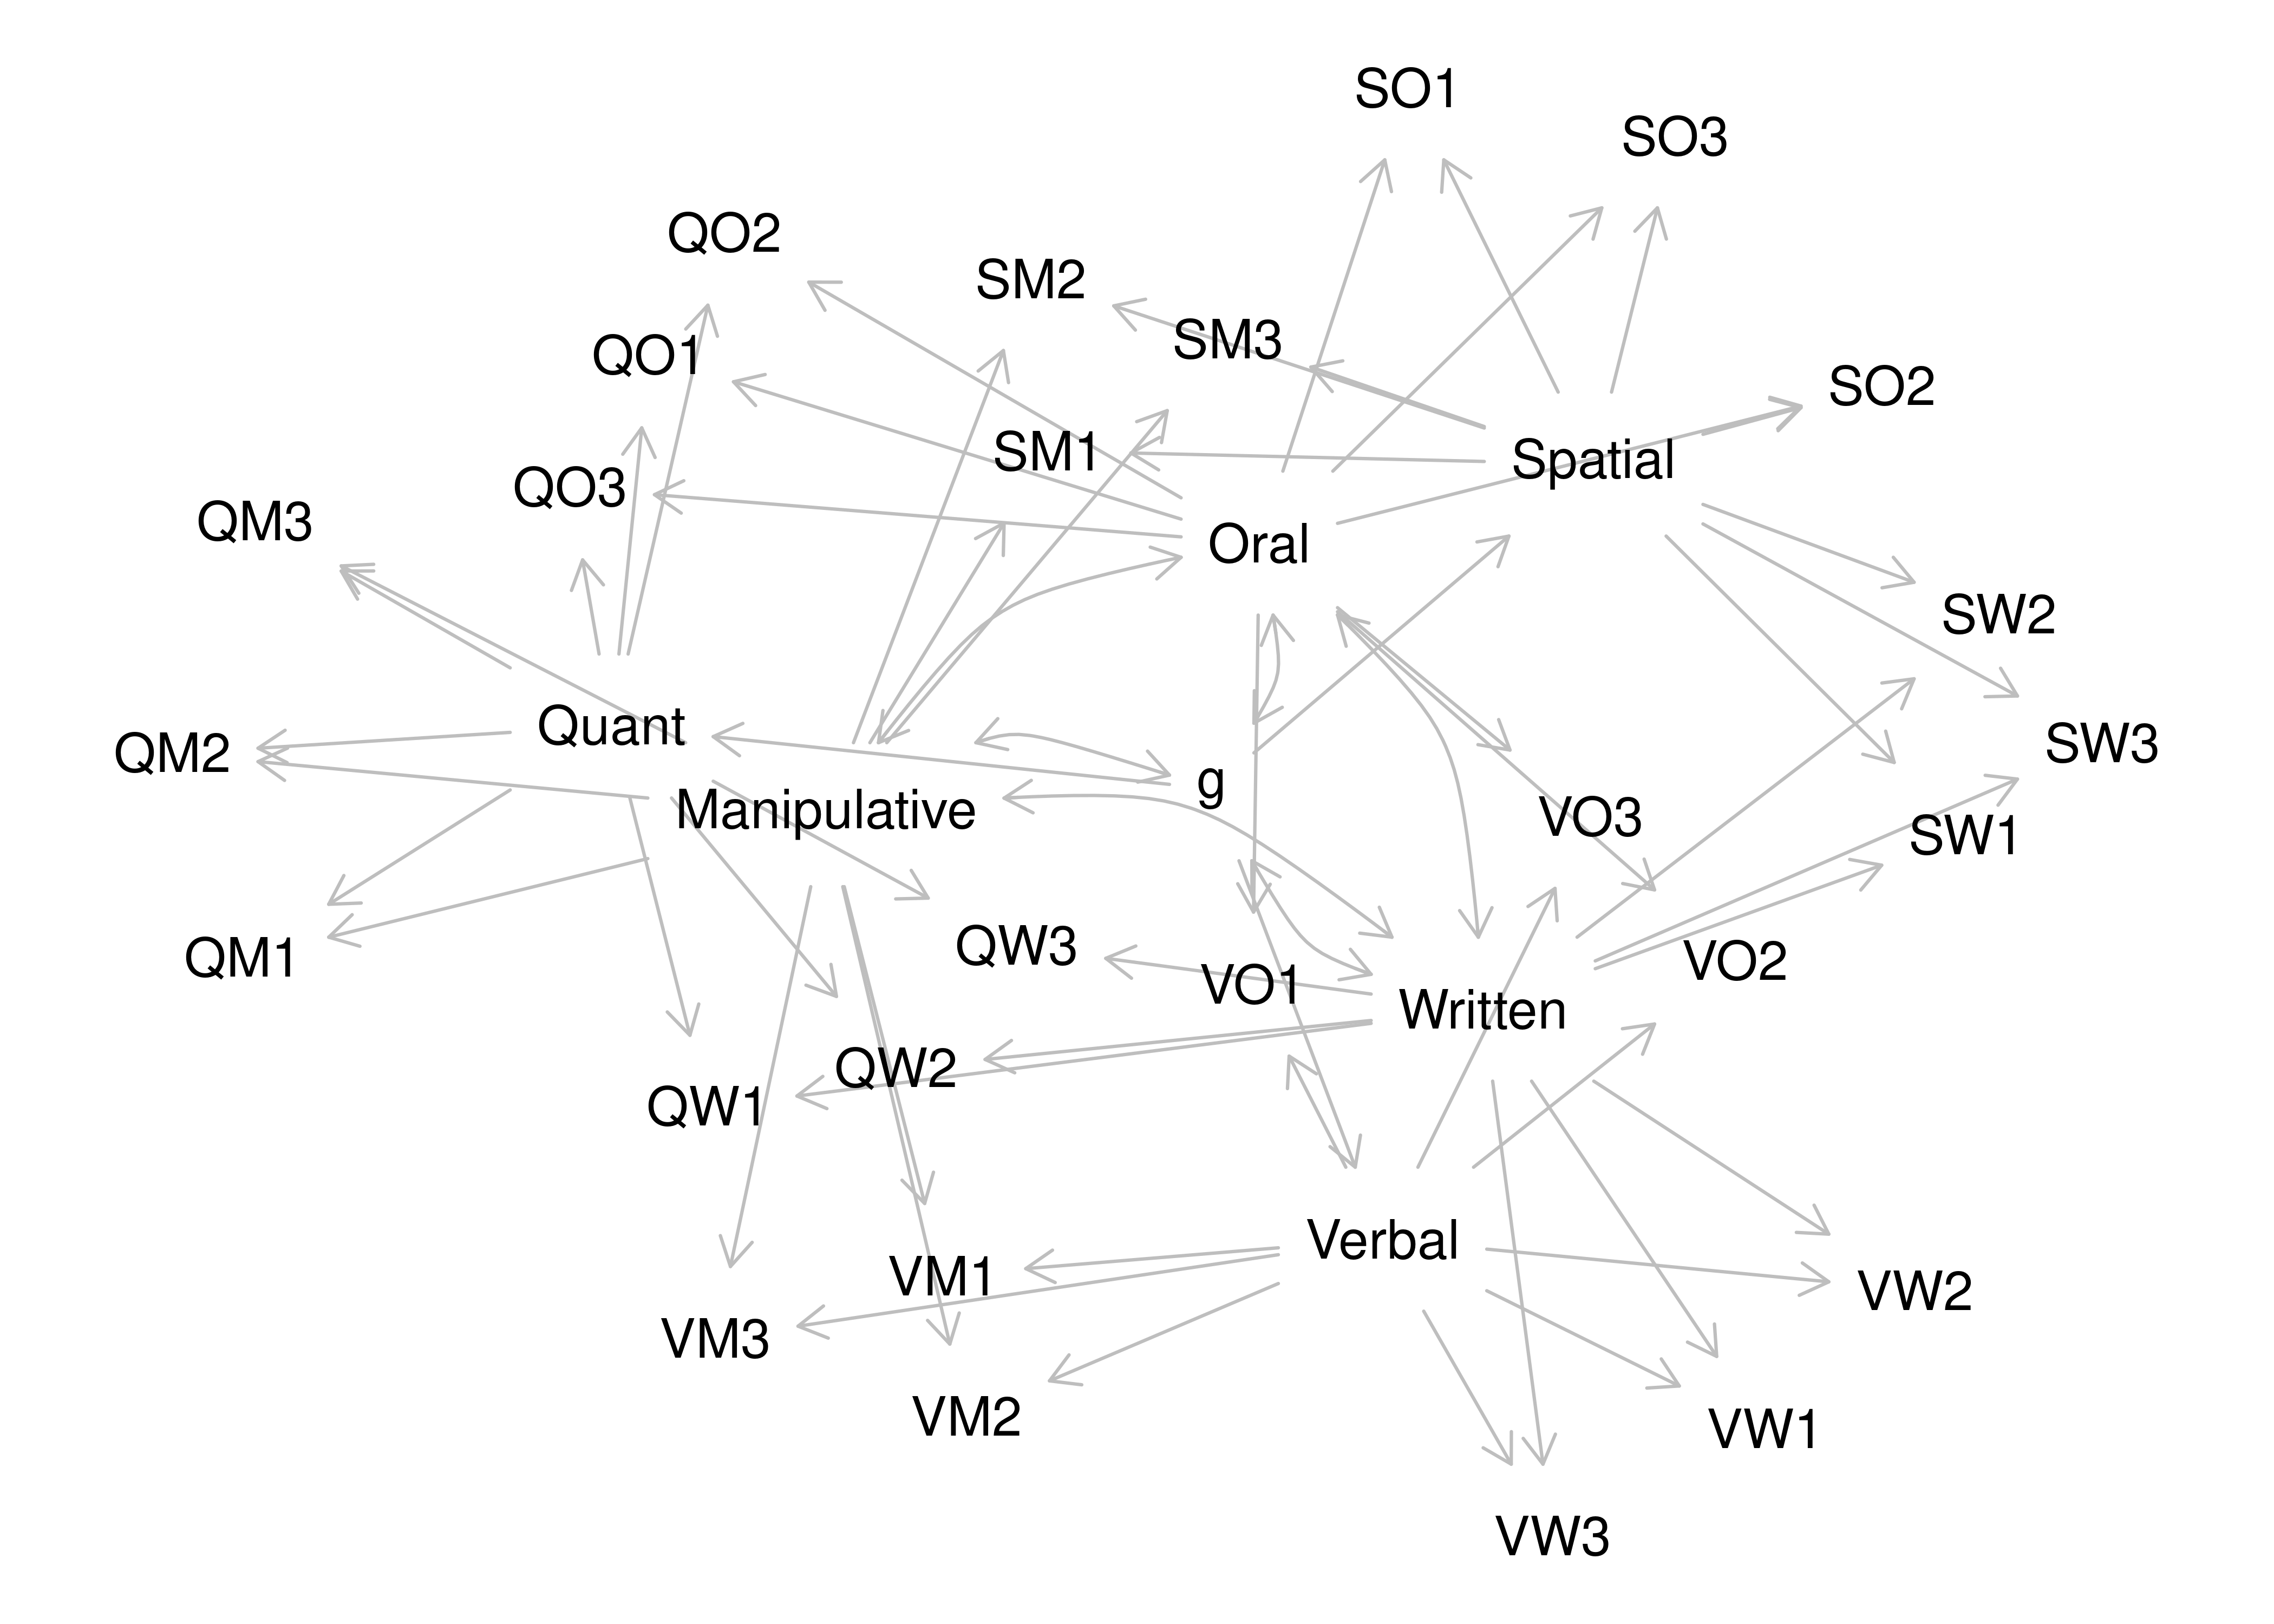 SO1
SO3
QO2
SM2
SM3
QO1
SO2
SM1
Spatial
QO3
QM3
Oral
SW2
Quant
QM2
SW3
g
Manipulative
VO3
SW1
QW3
QM1
VO2
VO1
Written
QW2
QW1
Verbal
VM1
VW2
VM3
VM2
VW1
VW3